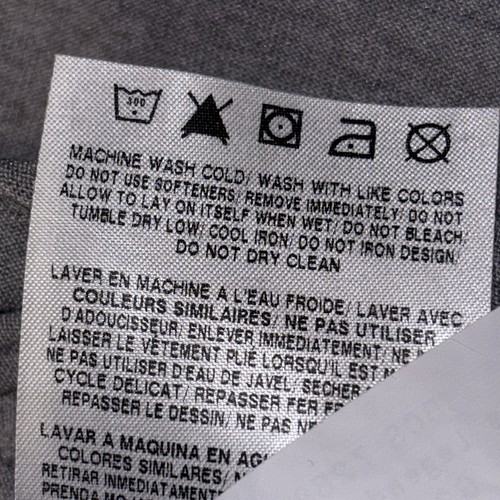 MACHINE WASH COLD/ WASH WITH LIKE COLORS
DO NOT USE SOFTENERS/ REMOVE IMMEDIATELY/ DO NOT
ALLOW TO LAY ON ITSELF WHEN WET/ DO NOT BLEACH/
TUMBLE DRY LOW/ COOL IRON/ DO NOT IRON DESIGN/
DO NOT DRY CLEAN
LAVER EN MACHINE A L'EAU FROIDE/ LAVER AVEC
COULEURS SIMILAIRES/ NE PAS UTILISER
D'ADOUCISSEUR/ ENLEVER IMMEDIATEMENT/ NE
LAISSER LE VÊTEMENT PLIÉ LORSQU'IL EST
NE PAS UTILISER D'EAU DE JAVEL/ SECHER
CYCLE DELICAT/ REPASSER FER
REPASSER LE DESSIN/ NE PAS
LAVAR A MAQUINA EN
COLORES SIMILARES/
RETIRAR
PRENDA